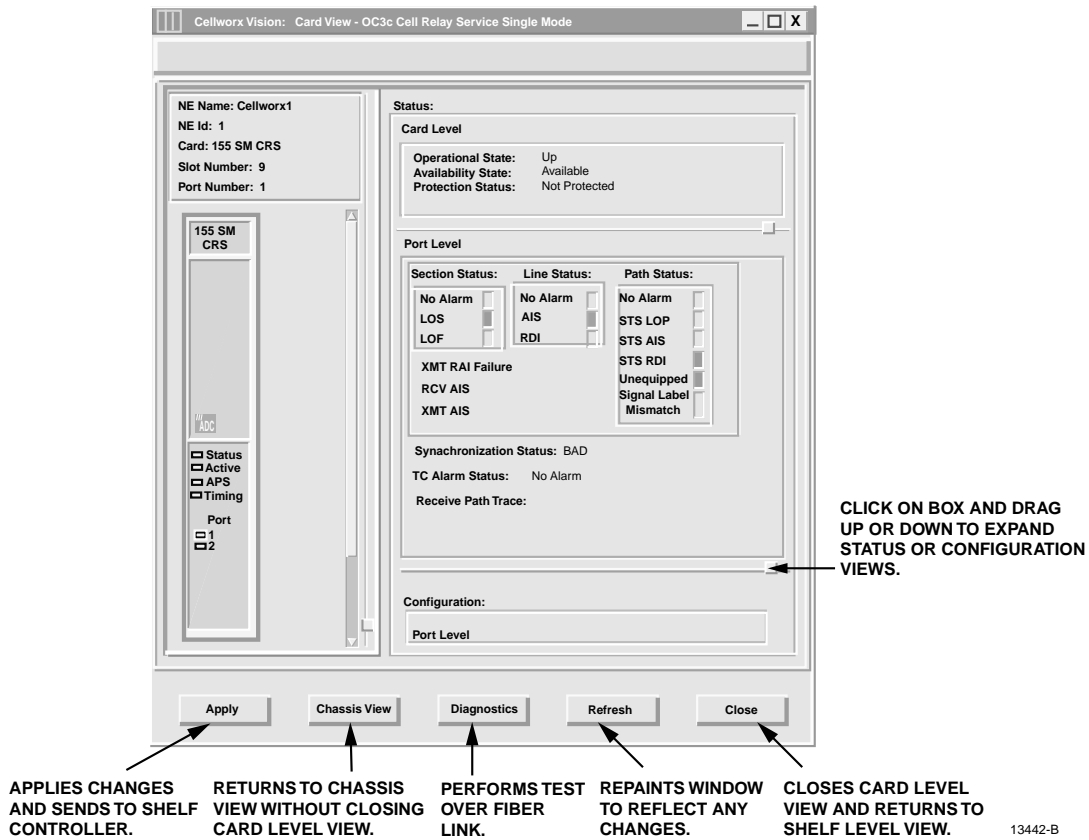 Cellworx Vision: Card View - OC3c Cell Relay Service Single Mode
X
NE Name: Cellworx1
NE Id: 1
Card: 155 SM CRS
Slot Number: 9
Port Number: 1
155 SM
CRS
ADC
Status
Active
APS
Timing
Port
1
2
Status:
Card Level
Operational State: Up
Availability State: Available
Protection Status: Not Protected
Port Level
Section Status:
No Alarm
LOS
LOF
Line Status:
No Alarm
AIS
RDI
Path Status:
No Alarm
STS LOP
STS AIS
STS RDI
Unequipped
Signal Label
Mismatch
XMT RAI Failure
RCV AIS
XMT AIS
Synachronization Status: BAD
TC Alarm Status: No Alarm
Receive Path Trace:
Configuration:
Port Level
CLICK ON BOX AND DRAG
UP OR DOWN TO EXPAND
STATUS OR CONFIGURATION
VIEWS.
Apply
Chassis View
Diagnostics
Refresh
Close
APPLIES CHANGES
AND SENDS TO SHELF
CONTROLLER.
RETURNS TO CHASSIS
VIEW WITHOUT CLOSING
CARD LEVEL VIEW.
PERFORMS TEST
OVER FIBER
LINK.
REPAINTS WINDOW
TO REFLECT ANY
CHANGES.
CLOSES CARD LEVEL
VIEW AND RETURNS TO
SHELF LEVEL VIEW.
13442-B